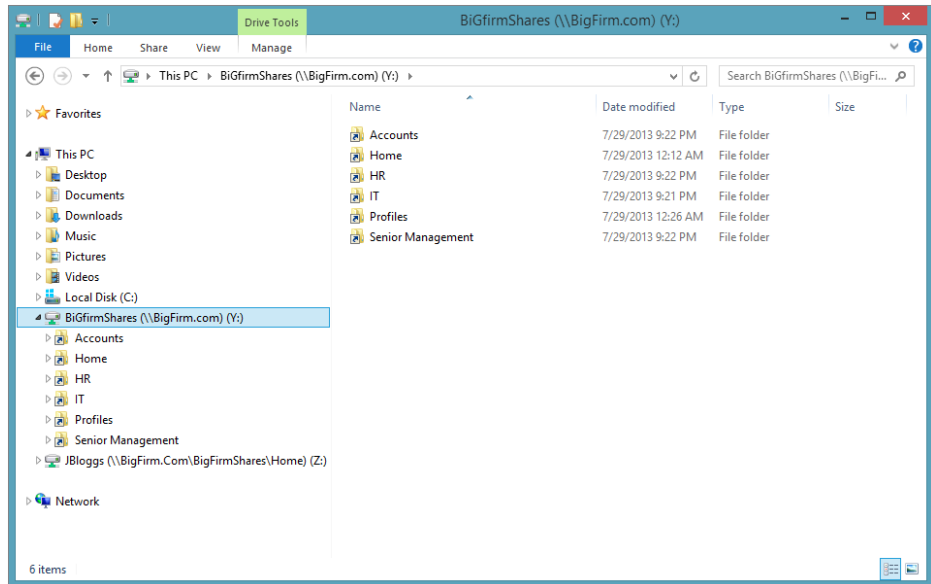 Drive Tools
BiGfirmShares (\\BigFirm.com) (Y:)
File Home Share View Manage
This PC BiGfirmShares (\\BigFirm.com) (Y:)
Search BiGfirmShares (\\BigFi...
Favorites
This PC
Desktop
Documents
Downloads
Music
Pictures
Videos
Local Disk (C:)
BiGfirmShares (\\BigFirm.com) (Y:)
Accounts
Home
HR
IT
Profiles
Senior Management
JBloggs (\\BigFirm.Com\BigFirmShares\Home) (Z:)
Network
Name Date modified Type Size
Accounts 7/29/2013 9:22 PM File folder
Home 7/29/2013 12:12 AM File folder
HR 7/29/2013 9:22 PM File folder
IT 7/29/2013 9:21 PM File folder
Profiles 7/29/2013 12:26 AM File folder
Senior Management 7/29/2013 9:22 PM File folder
6 items